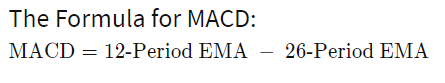 The Formula for MACD:
MACD = 12-Period EMA − 26-Period EMA